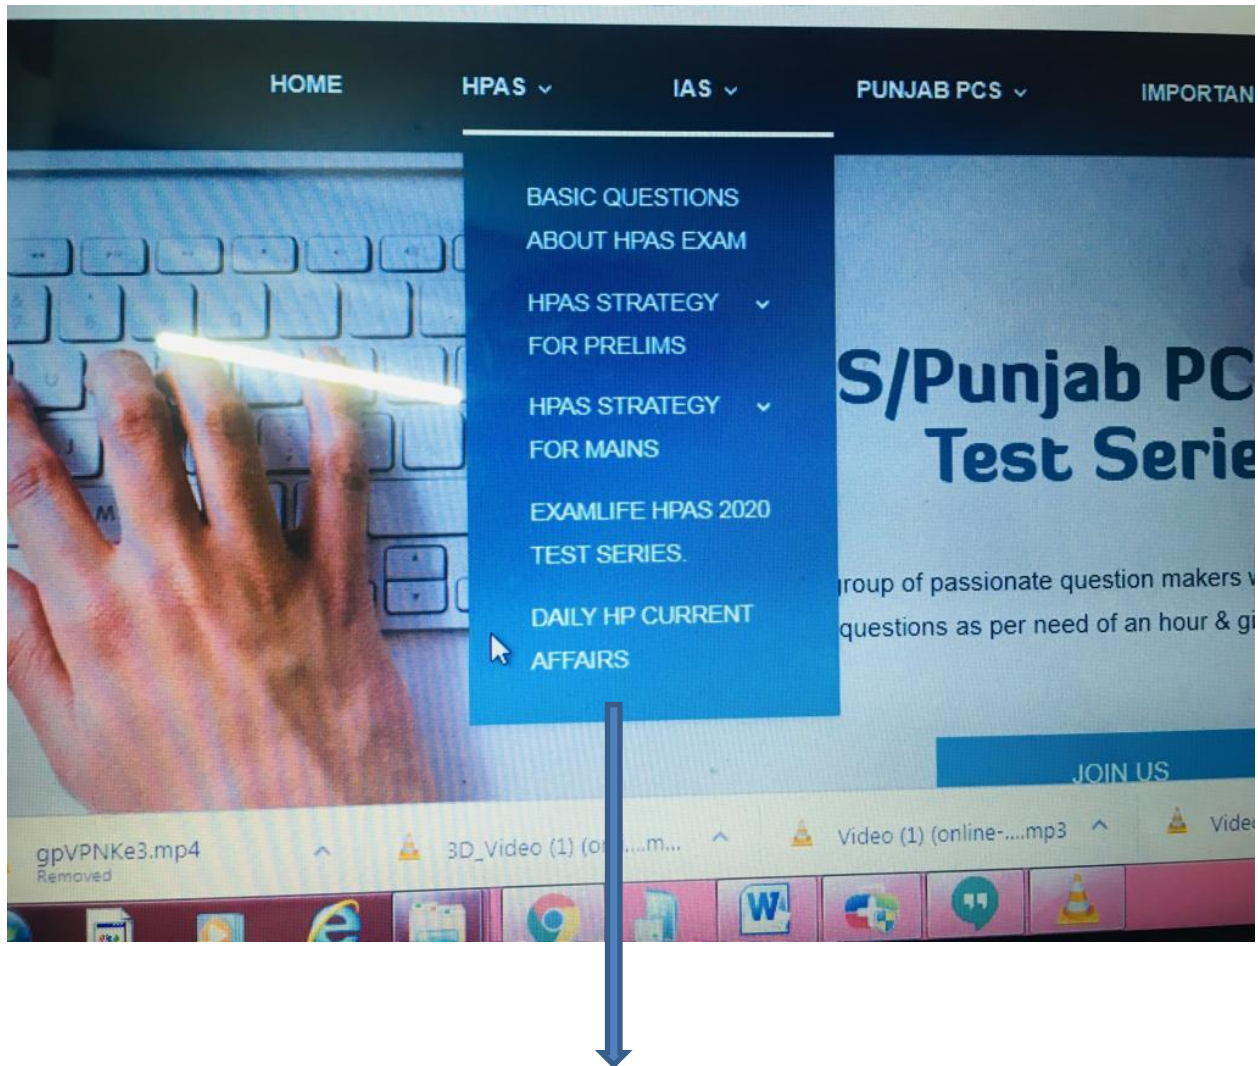 HOME HPAS IAS PUNJAB PCS IMPORTAN
BASIC QUESTIONS
ABOUT HPAS EXAM
HPAS STRATEGY
FOR PRELIMS
HPAS STRATEGY
FOR MAINS
EXAMLIFE HPAS 2020
TEST SERIES.
DAILY HP CURRENT
AFFAIRS
S/Punjab PC
Test Serie
group of passionate question makers
questions as per need of an hour & gi
JOIN US
gpVPNKe3.mp4 3D_Video (1) (o ....m... Video (1) (online-....mp3 Video
Removed